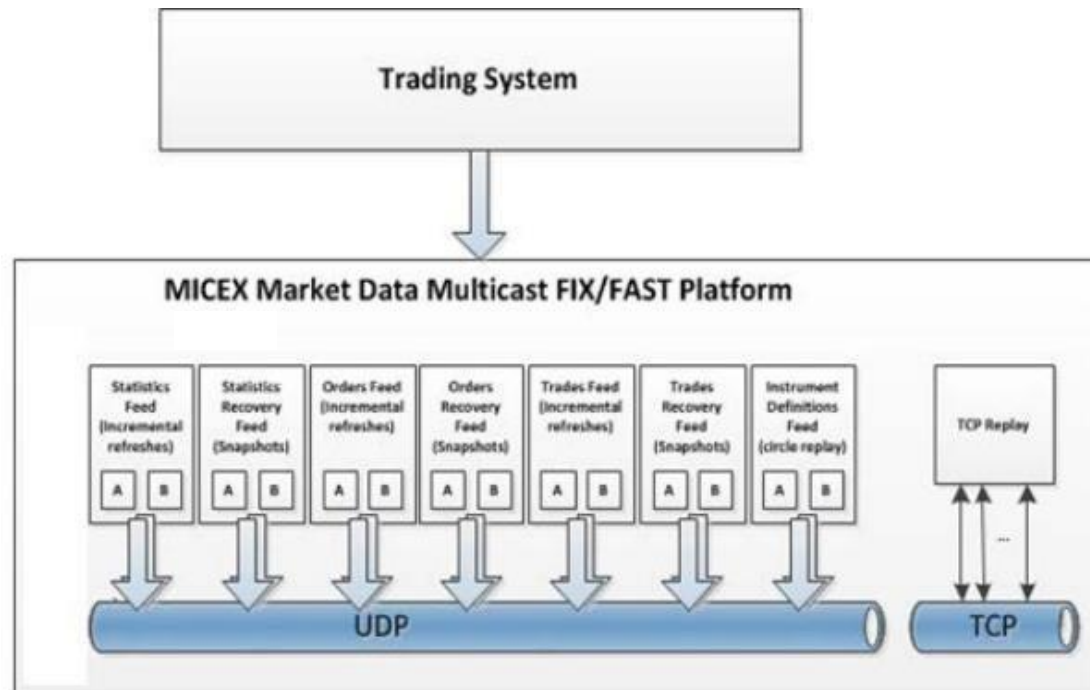 Trading System
MICEX Market Data Multicast FIX/FAST Platform
Statistics
Feed
(Incremental
refreshes)
A B
Statistics
Recovery
Feed
(Snapshots)
A B
Orders Feed
(Incremental
refreshes)
A B
Orders
Recovery
Feed
(Snapshots)
A B
Trades Feed
(Incremental
refreshes)
A B
Trades
Recovery
Feed
(Snapshots)
A B
Instrument
Definitions
Feed
(circle replay)
A B
TCP Replay
...
UDP
TCP